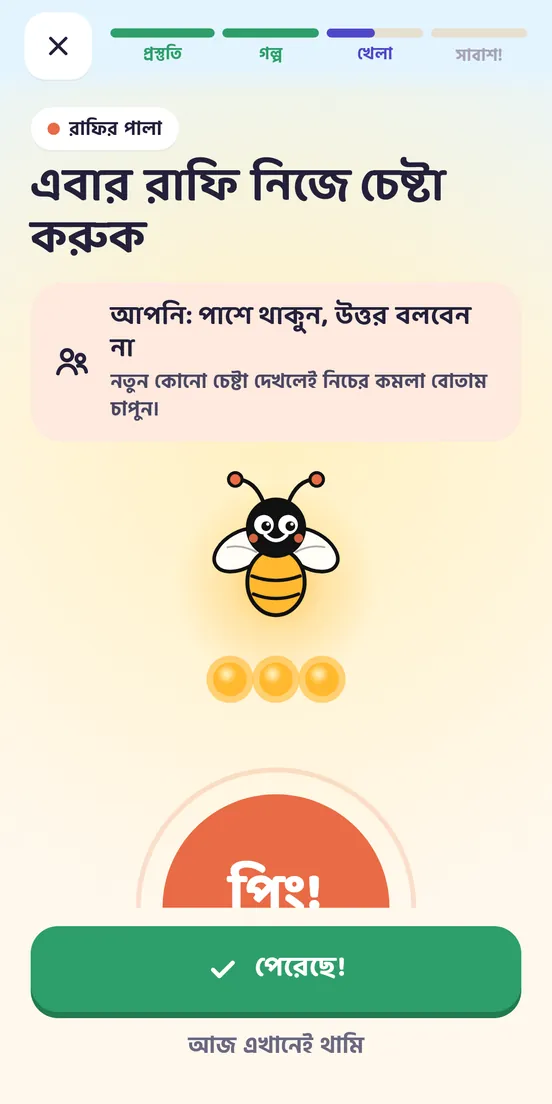 প্রস্তুতি
গল্প
খেলা
সাবাশ!
রাফির পালা
এবার রাফি নিজে চেষ্টা
করুক
আপনি: পাশে থাকুন, উত্তর বলবেন
না
নতুন কোনো চেষ্টা দেখলেই নিচের কমলা বোতাম
চাপুন।
পিং!
পেরেছে!
আজ এখানেই থামি